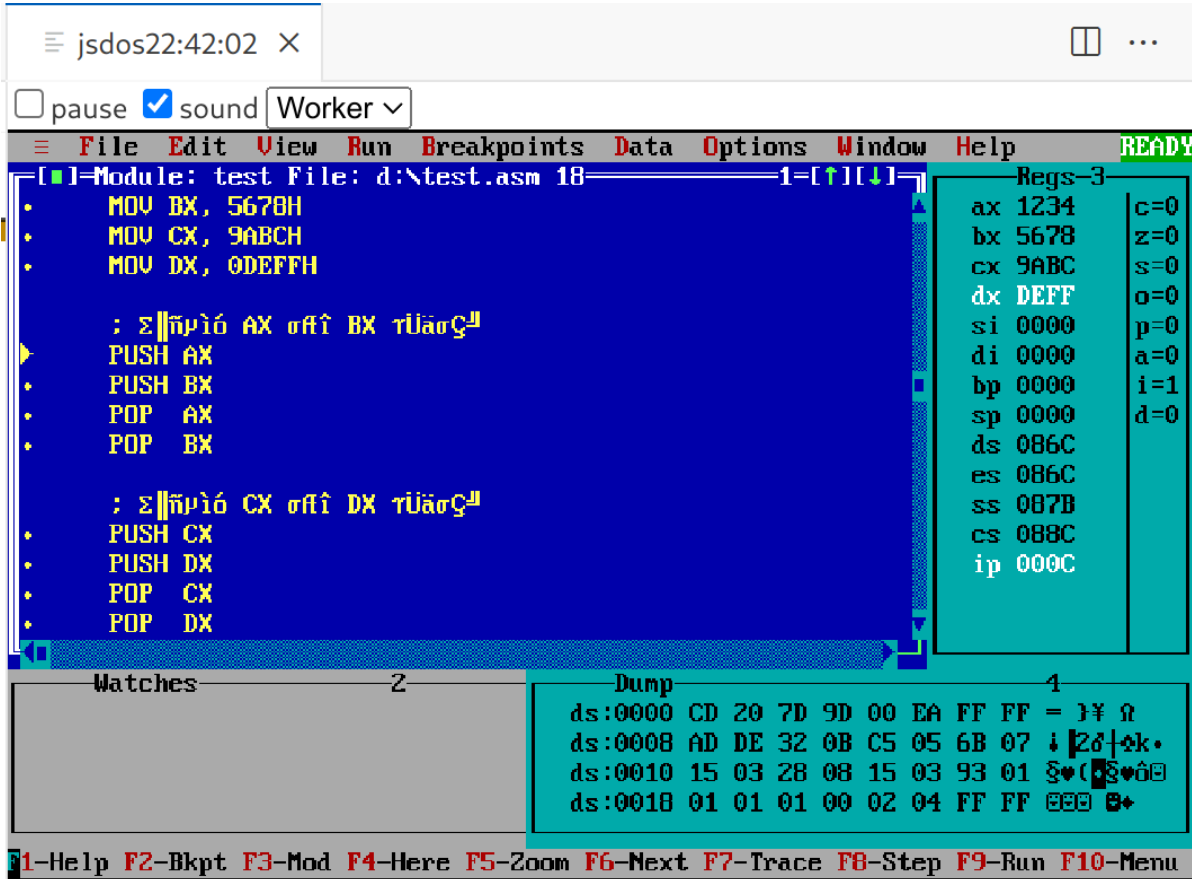 jsdos22:42:02
pause sound Worker
≡ File Edit View Run Breakpoints Data Options Window Help READY
[■]=Module: test File: d:\test.asm 18 1=[↑][↓]
MOV BX, 5678H
MOV CX, 9ABCH
MOV DX, 0DEFFH
; AX BX
PUSH AX
PUSH BX
POP AX
POP BX
; CX DX
PUSH CX
PUSH DX
POP CX
POP DX
Regs 3
ax 1234 c=0
bx 5678 z=0
cx 9ABC s=0
dx DEFF o=0
si 0000 p=0
di 0000 a=0
bp 0000 i=1
sp 0000 d=0
ds 086C
es 086C
ss 087B
cs 088C
ip 000C
Watches 2
Dump 4
ds:0000 CD 20 7D 9D 00 EA FF FF = }¥ Ω
ds:0008 AD DE 32 0B C5 05 6B 07
ds:0010 15 03 28 08 15 03 93 01
ds:0018 01 01 01 00 02 04 FF FF
F1-Help F2-Bkpt F3-Mod F4-Here F5-Zoom F6-Next F7-Trace F8-Step F9-Run F10-Menu